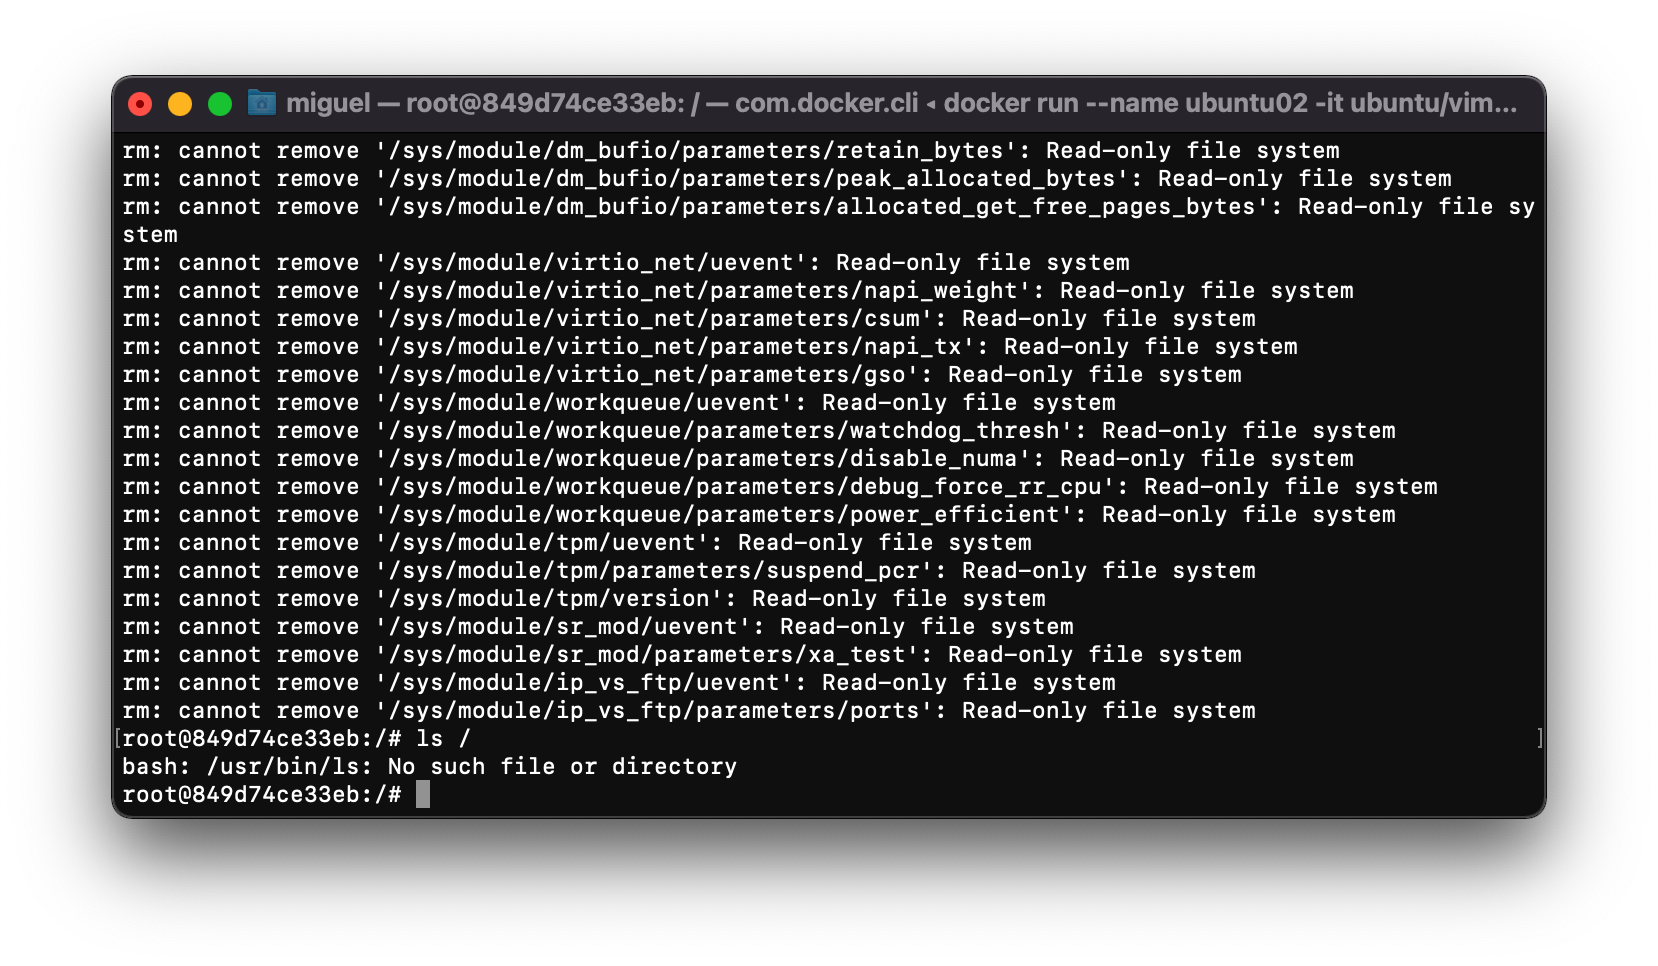 miguel — root@849d74ce33eb: / — com.docker.cli ◂ docker run --name ubuntu02 -it ubuntu/vim...
rm: cannot remove '/sys/module/dm_bufio/parameters/retain_bytes': Read-only file system
rm: cannot remove '/sys/module/dm_bufio/parameters/peak_allocated_bytes': Read-only file system
rm: cannot remove '/sys/module/dm_bufio/parameters/allocated_get_free_pages_bytes': Read-only file sy
stem
rm: cannot remove '/sys/module/virtio_net/uevent': Read-only file system
rm: cannot remove '/sys/module/virtio_net/parameters/napi_weight': Read-only file system
rm: cannot remove '/sys/module/virtio_net/parameters/csum': Read-only file system
rm: cannot remove '/sys/module/virtio_net/parameters/napi_tx': Read-only file system
rm: cannot remove '/sys/module/virtio_net/parameters/gso': Read-only file system
rm: cannot remove '/sys/module/workqueue/uevent': Read-only file system
rm: cannot remove '/sys/module/workqueue/parameters/watchdog_thresh': Read-only file system
rm: cannot remove '/sys/module/workqueue/parameters/disable_numa': Read-only file system
rm: cannot remove '/sys/module/workqueue/parameters/debug_force_rr_cpu': Read-only file system
rm: cannot remove '/sys/module/workqueue/parameters/power_efficient': Read-only file system
rm: cannot remove '/sys/module/tpm/uevent': Read-only file system
rm: cannot remove '/sys/module/tpm/parameters/suspend_pcr': Read-only file system
rm: cannot remove '/sys/module/tpm/version': Read-only file system
rm: cannot remove '/sys/module/sr_mod/uevent': Read-only file system
rm: cannot remove '/sys/module/sr_mod/parameters/xa_test': Read-only file system
rm: cannot remove '/sys/module/ip_vs_ftp/uevent': Read-only file system
rm: cannot remove '/sys/module/ip_vs_ftp/parameters/ports': Read-only file system
[root@849d74ce33eb:/# ls / ]
bash: /usr/bin/ls: No such file or directory
root@849d74ce33eb:/#